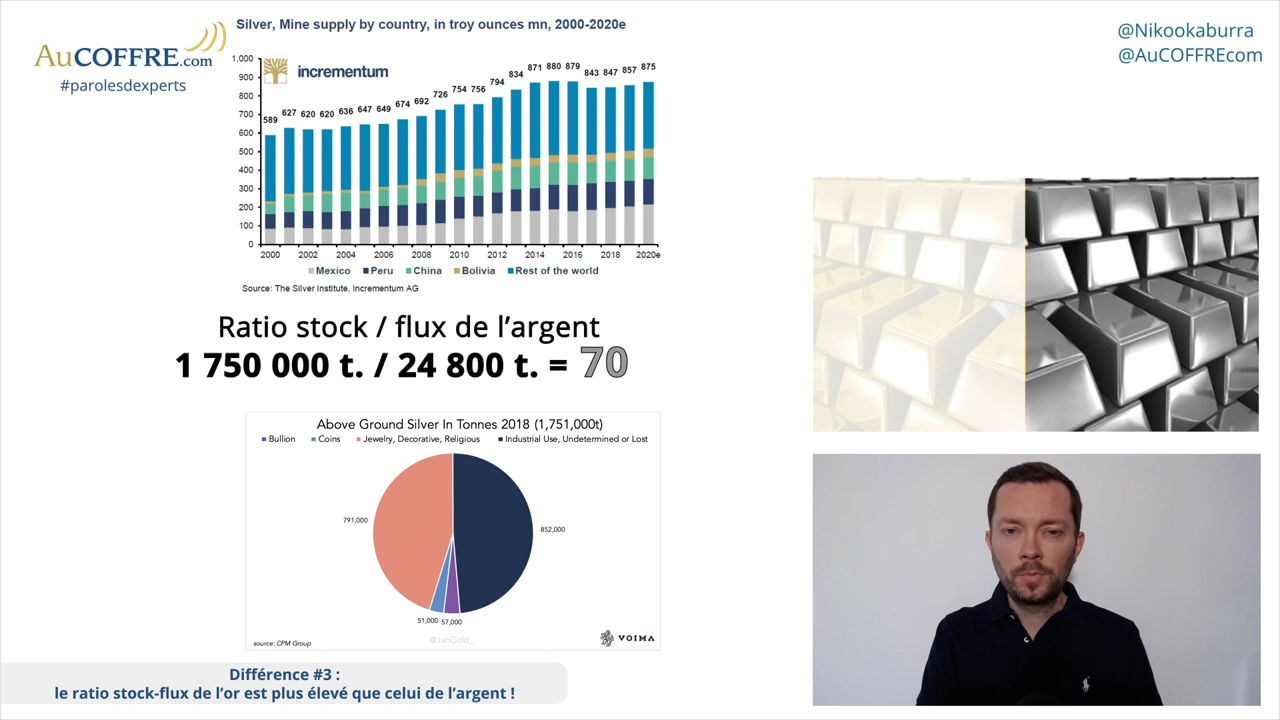 Silver, Mine supply by country, in troy ounces mn, 2000-2020e
AuCOFFRE.com
#parolesdexperts
@Nikookaburra
@AuCOFFREcom
incrementum
1,000
900
800
700
600
500
400
300
200
100
0
589 627 620 620 636 647 649 674 692 726 754 756 794 834 871 880 879 843 847 857 875
2000 2002 2004 2006 2008 2010 2012 2014 2016 2018 2020e
Mexico Peru China Bolivia Rest of the world
Source: The Silver Institute, Incrementum AG
Ratio stock / flux de l’argent
1 750 000 t. / 24 800 t. = 70
Above Ground Silver In Tonnes 2018 (1,751,000t)
Bullion Coins Jewelry, Decorative, Religious Industrial Use, Undetermined or Lost
791,000
852,000
51,000 57,000
source: CPM Group
@JanGold_
VOIMA
Différence #3 :
le ratio stock-flux de l’or est plus élevé que celui de l’argent !